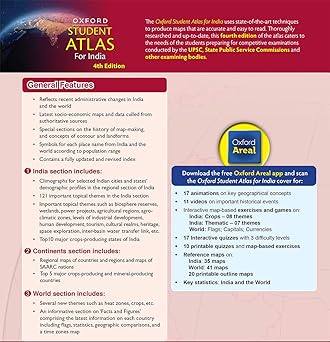 OXFORD
STUDENT
ATLAS
For India
4th Edition
The Oxford Student Atlas for India uses state-of-the-art techniques
to produce maps that are accurate and easy to read. Thoroughly
researched and up-to-date, this fourth edition of the atlas caters to
the needs of the students preparing for competitive examinations
conducted by the UPSC, State Public Service Commissions and
other examining bodies.
General Features
• Reflects recent administrative changes in India
and the world
• Latest socio-economic maps and data culled from
authoritative sources
• Special sections on the history of map-making,
and concepts of contour and landforms
• Symbols for each place name from India and the
world according to population range
• Contains a fully updated and revised index
1 India section includes:
• Climographs for selected Indian cities and states'
demographic profiles in the regional section of India
• 121 important topical themes in the India section
• Important topical themes such as biosphere reserves,
wetlands, power projects, agricultural regions, agro-
climatic zones, levels of industrial development,
human development, tourism, cultural realms, heritage,
space exploration, inter-basin water transfer link, etc.
• Top 10 major crops-producing states of India
2 Continents section includes:
• Regional maps of countries and regions and maps of
SAARC nations
• Top 5 major crops-producing and mineral-producing
countries
3 World section includes:
• Several new themes such as heat zones, crops, etc.
• An informative section on 'Facts and Figures'
comprising the latest information on each country
including flags, statistics, geographic comparisons, and
a time zones map
Oxford
Areal
Download the free Oxford Areal app and scan
the Oxford Student Atlas for India cover for:
• 17 animations on key geographical concepts
• 11 videos on important historical events
• Interactive map-based exercises and games on:
India: Crops – 08 themes
India: Thematic – 07 themes
World: Flags; Capitals; Currencies
• 17 Interactive quizzes with 3 difficulty levels
• 10 printable quizzes and map-based exercises
• Reference maps on:
India: 35 maps
World: 41 maps
20 printable outline maps
• Key statistics: India and the World